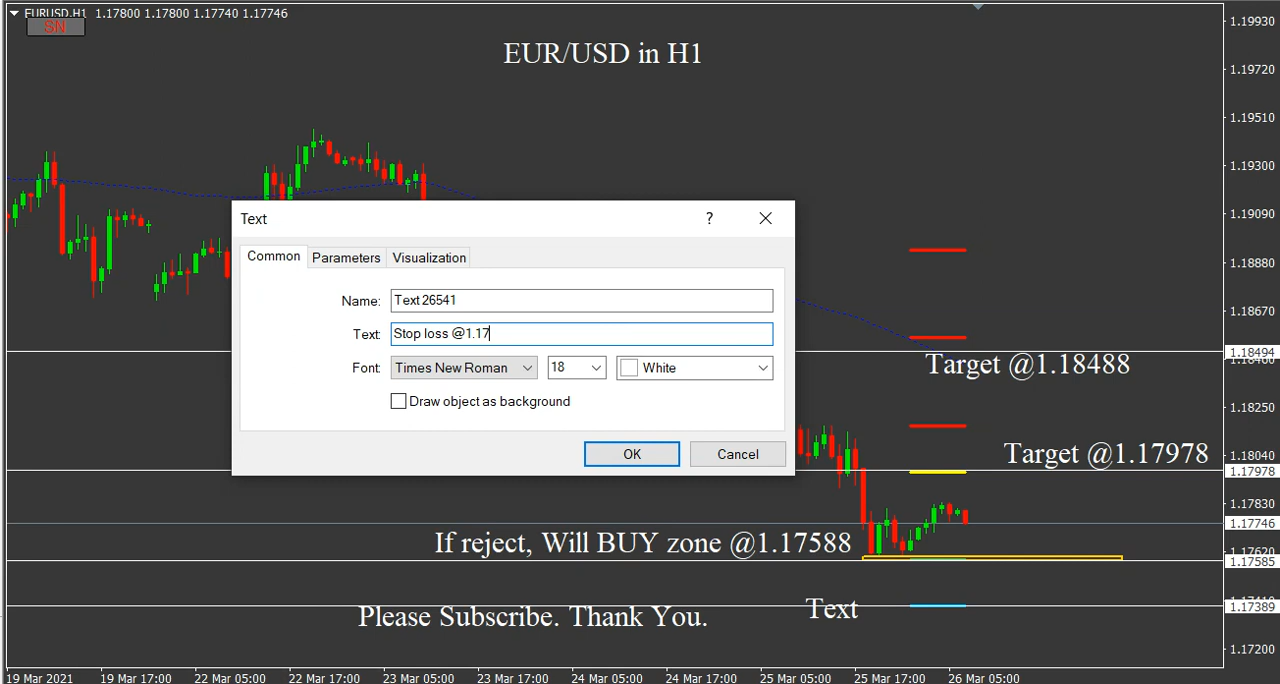 EURUSD,H1 1.17800 1.17800 1.17740 1.17746
SN
EUR/USD in H1
1.19930
1.19720
1.19510
1.19300
1.19090
1.18880
1.18670
1.18494
1.18460
1.18250
1.18040
1.17978
1.17830
1.17746
1.17620
1.17585
1.17410
1.17389
1.17200
Text
?
Common Parameters Visualization
Name: Text 26541
Text: Stop loss @1.17
Font: Times New Roman 18 White
Draw object as background
OK Cancel
Target @1.18488
Target @1.17978
If reject, Will BUY zone @1.17588
Text
Please Subscribe. Thank You.
19 Mar 2021 19 Mar 17:00 22 Mar 05:00 22 Mar 17:00 23 Mar 05:00 23 Mar 17:00 24 Mar 05:00 24 Mar 17:00 25 Mar 05:00 25 Mar 17:00 26 Mar 05:00